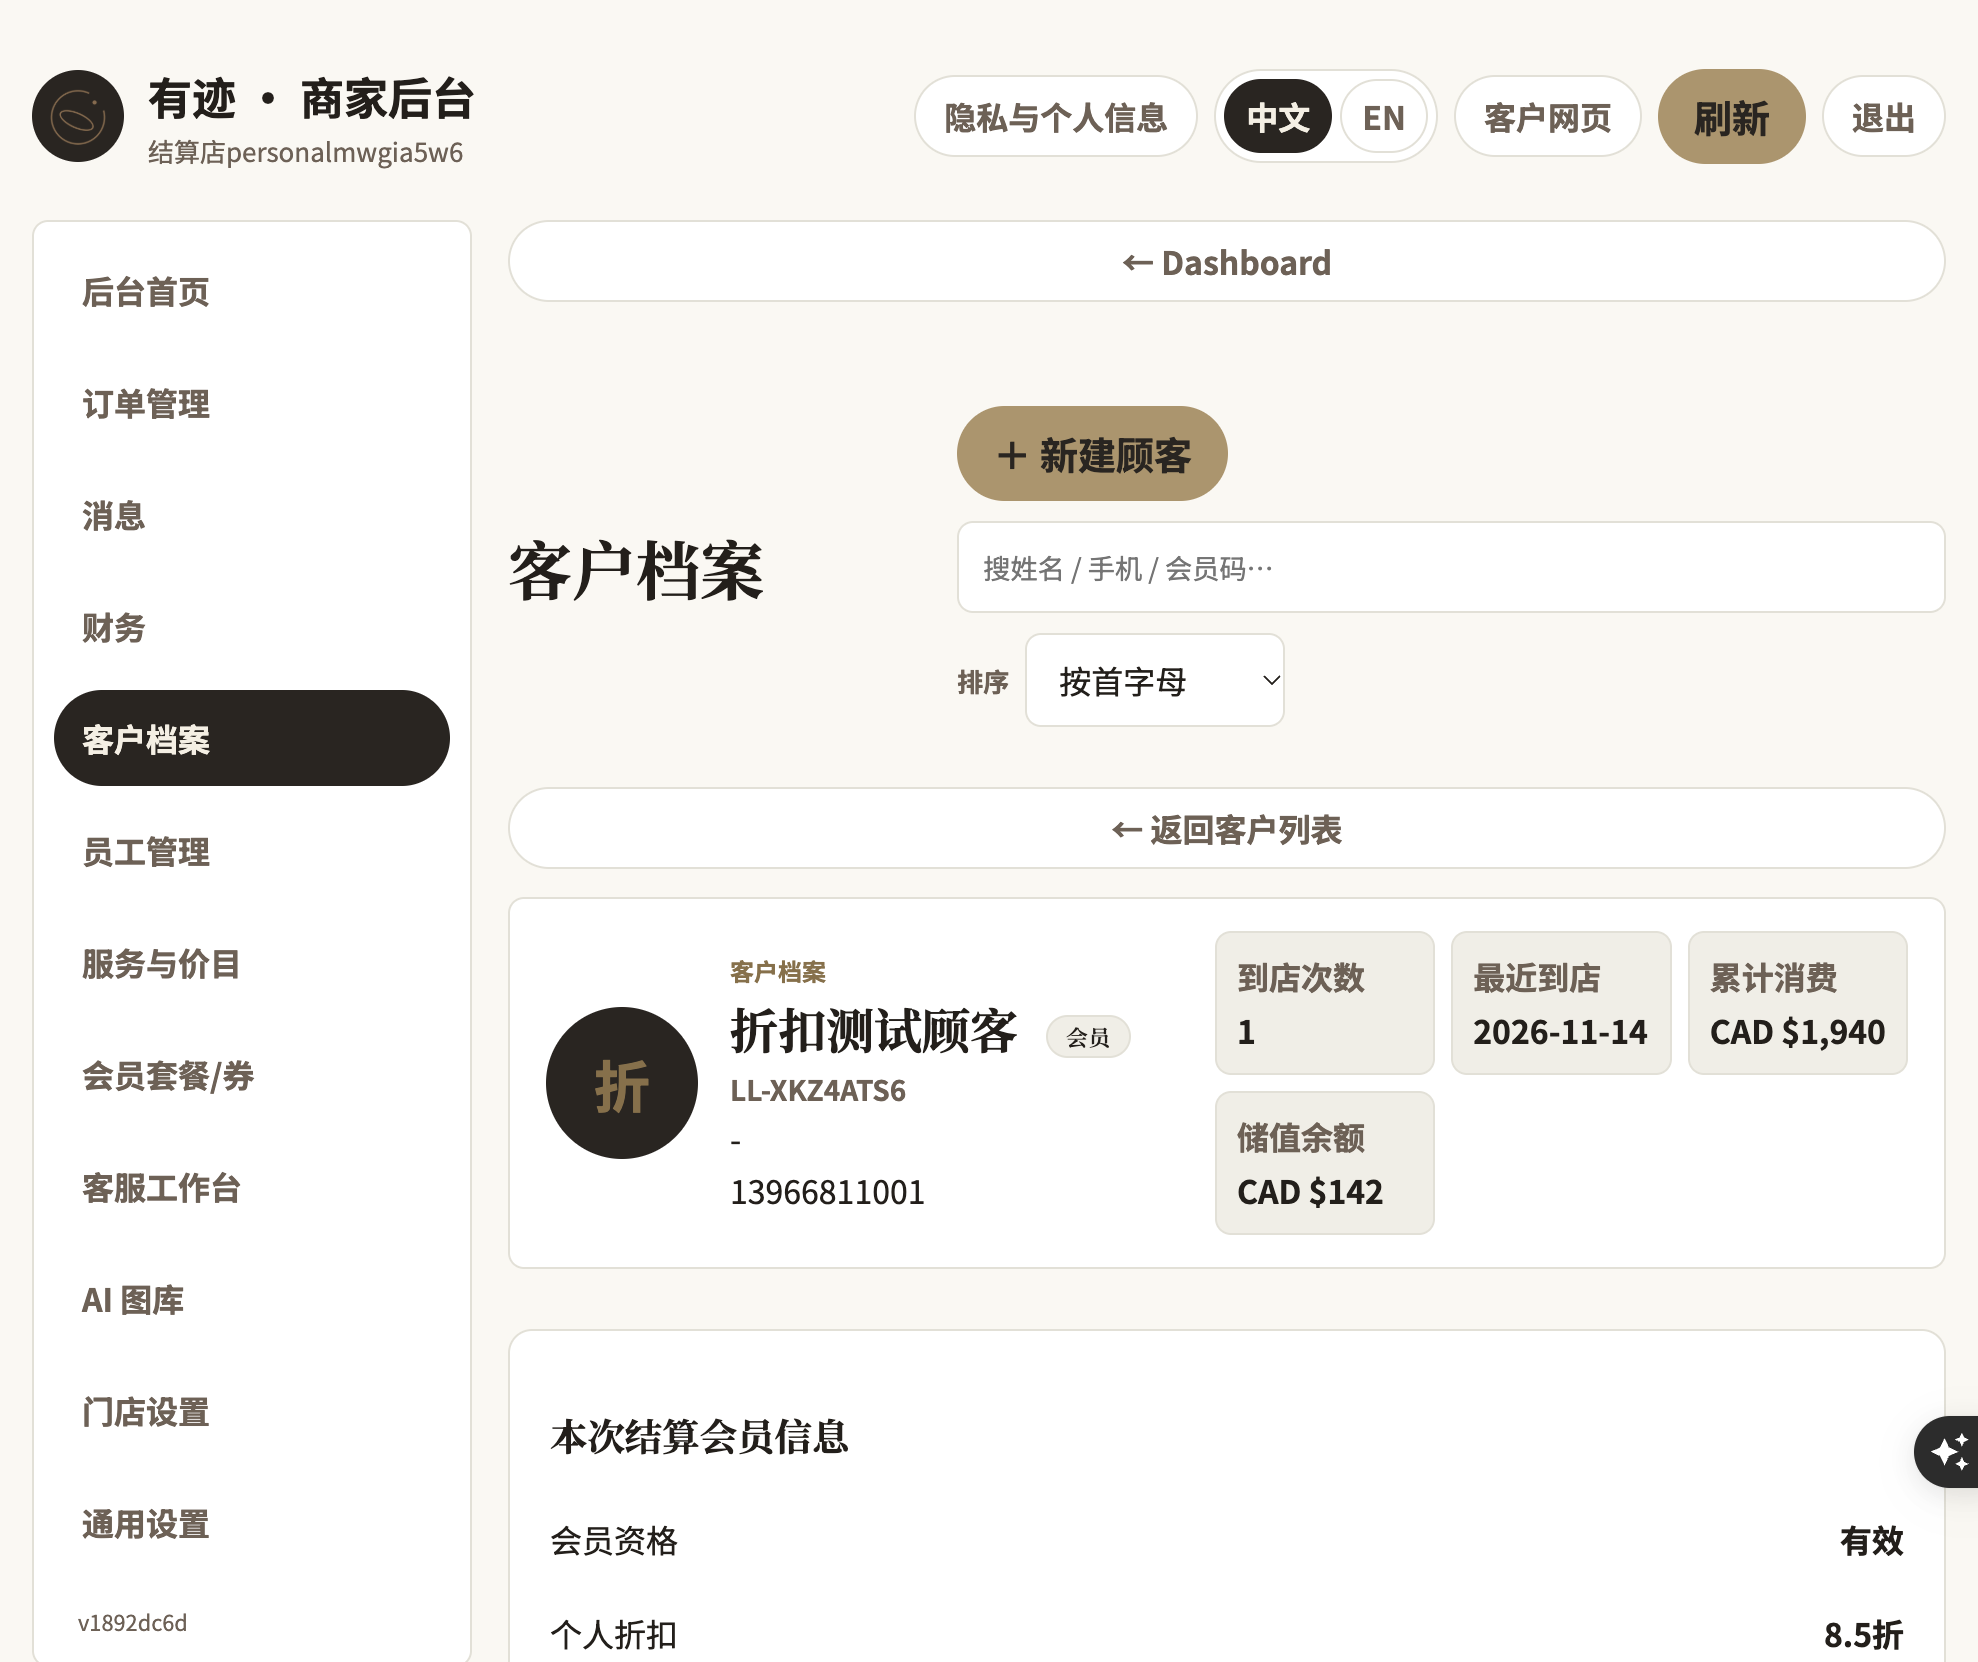 有迹 · 商家后台
结算店personalmwgia5w6
隐私与个人信息
中文
EN
客户网页
刷新
退出
后台首页
订单管理
消息
财务
客户档案
员工管理
服务与价目
会员套餐/券
客服工作台
AI 图库
门店设置
通用设置
v1892dc6d
← Dashboard
客户档案
＋ 新建顾客
搜姓名 / 手机 / 会员码…
排序
按首字母
← 返回客户列表
折
客户档案
折扣测试顾客
会员
LL-XKZ4ATS6
-
13966811001
到店次数
1
最近到店
2026-11-14
累计消费
CAD $1,940
储值余额
CAD $142
本次结算会员信息
会员资格
有效
个人折扣
8.5折